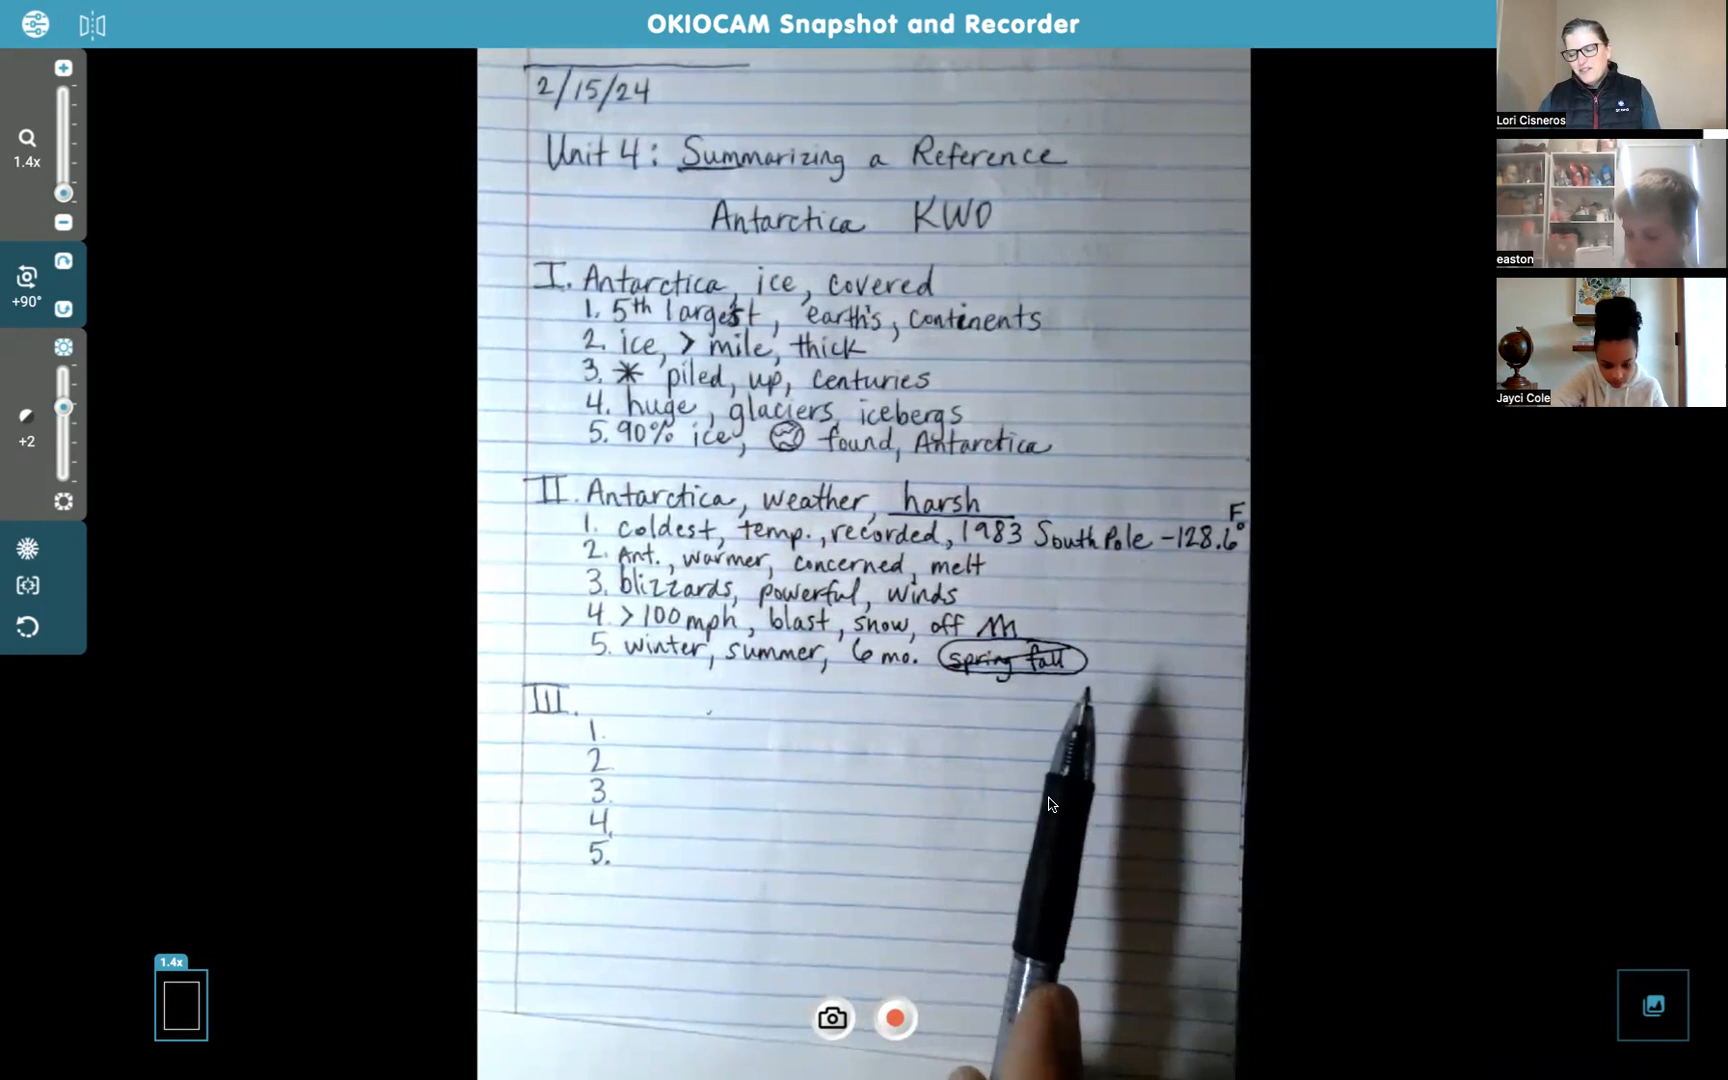 OKIOCAM Snapshot and Recorder
1.4x
+90°
+2
1.4x
Lori Cisneros
easton
Jayci Cole
2/15/24
Unit 4: Summarizing a Reference
Antarctica KWO
I. Antarctica, ice, covered
1. 5th largest, earth's, continents
2. ice, > mile, thick
3. * piled, up, centuries
4. huge, glaciers, icebergs
5. 90% ice, found, Antarctica
II. Antarctica, weather, harsh
1. coldest, temp., recorded, 1983 South Pole -128.6° F
2. Ant., warmer, concerned, melt
3. blizzards, powerful, winds
4. >100 mph, blast, snow, off
5. winter, summer, 6 mo. spring fall
III.
1.
2.
3.
4.
5.